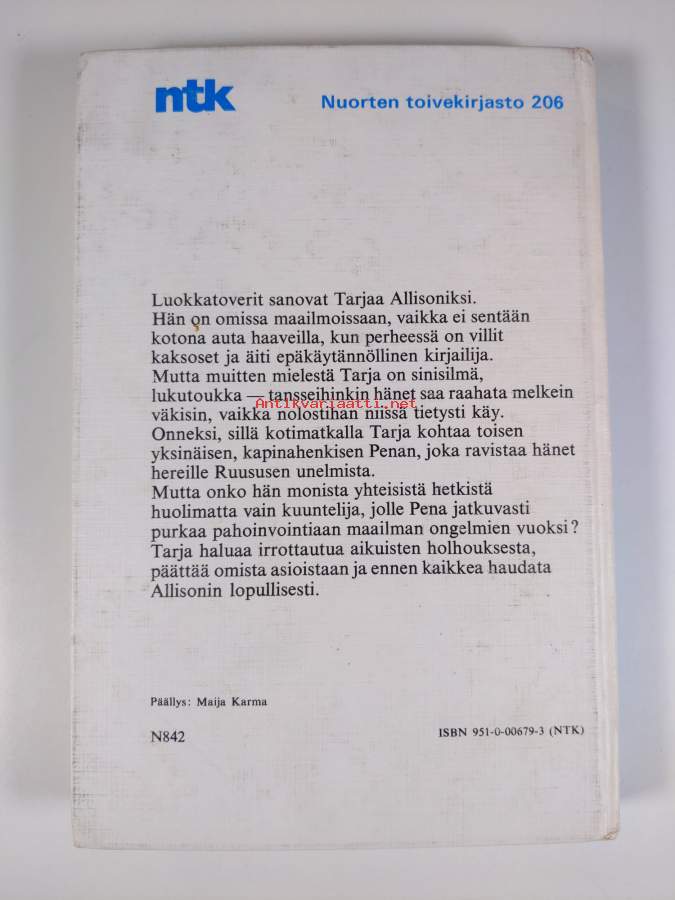 ntk
Nuorten toivekirjasto 206
Luokkatoverit sanovat Tarjaa Allisoniksi.
Hän on omissa maailmoissaan, vaikka ei sentään
kotona auta haaveilla, kun perheessä on villit
kaksoset ja äiti epäkäytännöllinen kirjailija.
Mutta muitten mielestä Tarja on sinisilmä,
lukutoukka — tansseihinkin hänet saa raahata melkein
Antikvariaatti.net
väkisin, vaikka nolostihan niissä tietysti käy.
Onneksi, sillä kotimatkalla Tarja kohtaa toisen
yksinäisen, kapinahenkisen Penan, joka ravistaa hänet
hereille Ruususen unelmista.
Mutta onko hän monista yhteisistä hetkistä
huolimatta vain kuuntelija, jolle Pena jatkuvasti
purkaa pahoinvointiaan maailman ongelmien vuoksi?
Tarja haluaa irrottautua aikuisten holhouksesta,
päättää omista asioistaan ja ennen kaikkea haudata
Allisonin lopullisesti.
Päällys: Maija Karma
N842
ISBN 951-0-00679-3 (NTK)